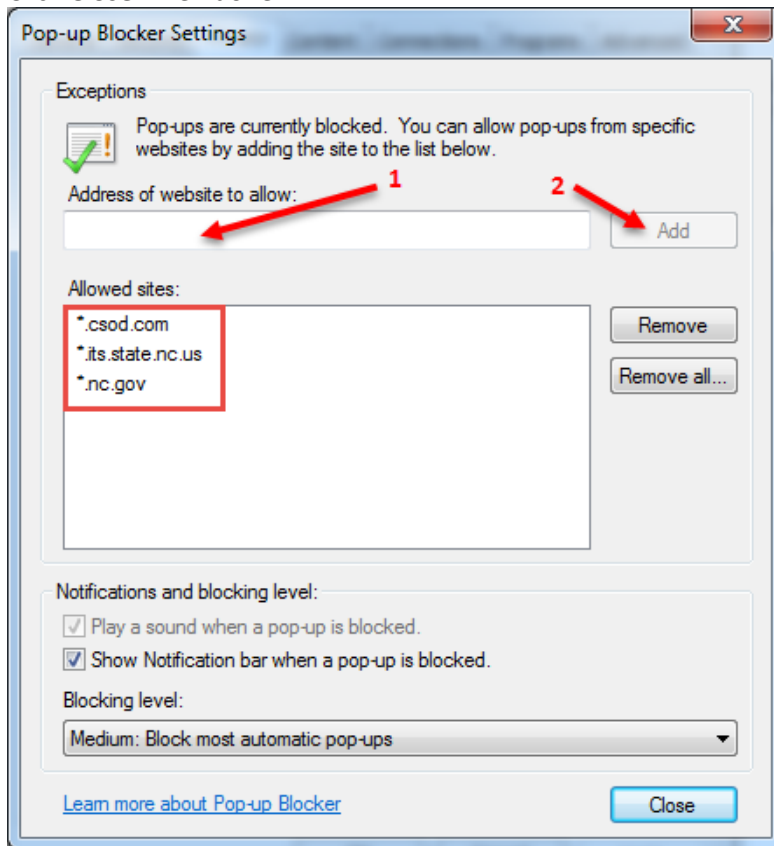 Pop-up Blocker Settings
X
Exceptions
Pop-ups are currently blocked. You can allow pop-ups from specific
websites by adding the site to the list below.
1
2
Address of website to allow:
Add
Allowed sites:
*.csod.com
*.its.state.nc.us
*.nc.gov
Remove
Remove all...
Notifications and blocking level:
Play a sound when a pop-up is blocked.
Show Notification bar when a pop-up is blocked.
Blocking level:
Medium: Block most automatic pop-ups
Learn more about Pop-up Blocker
Close